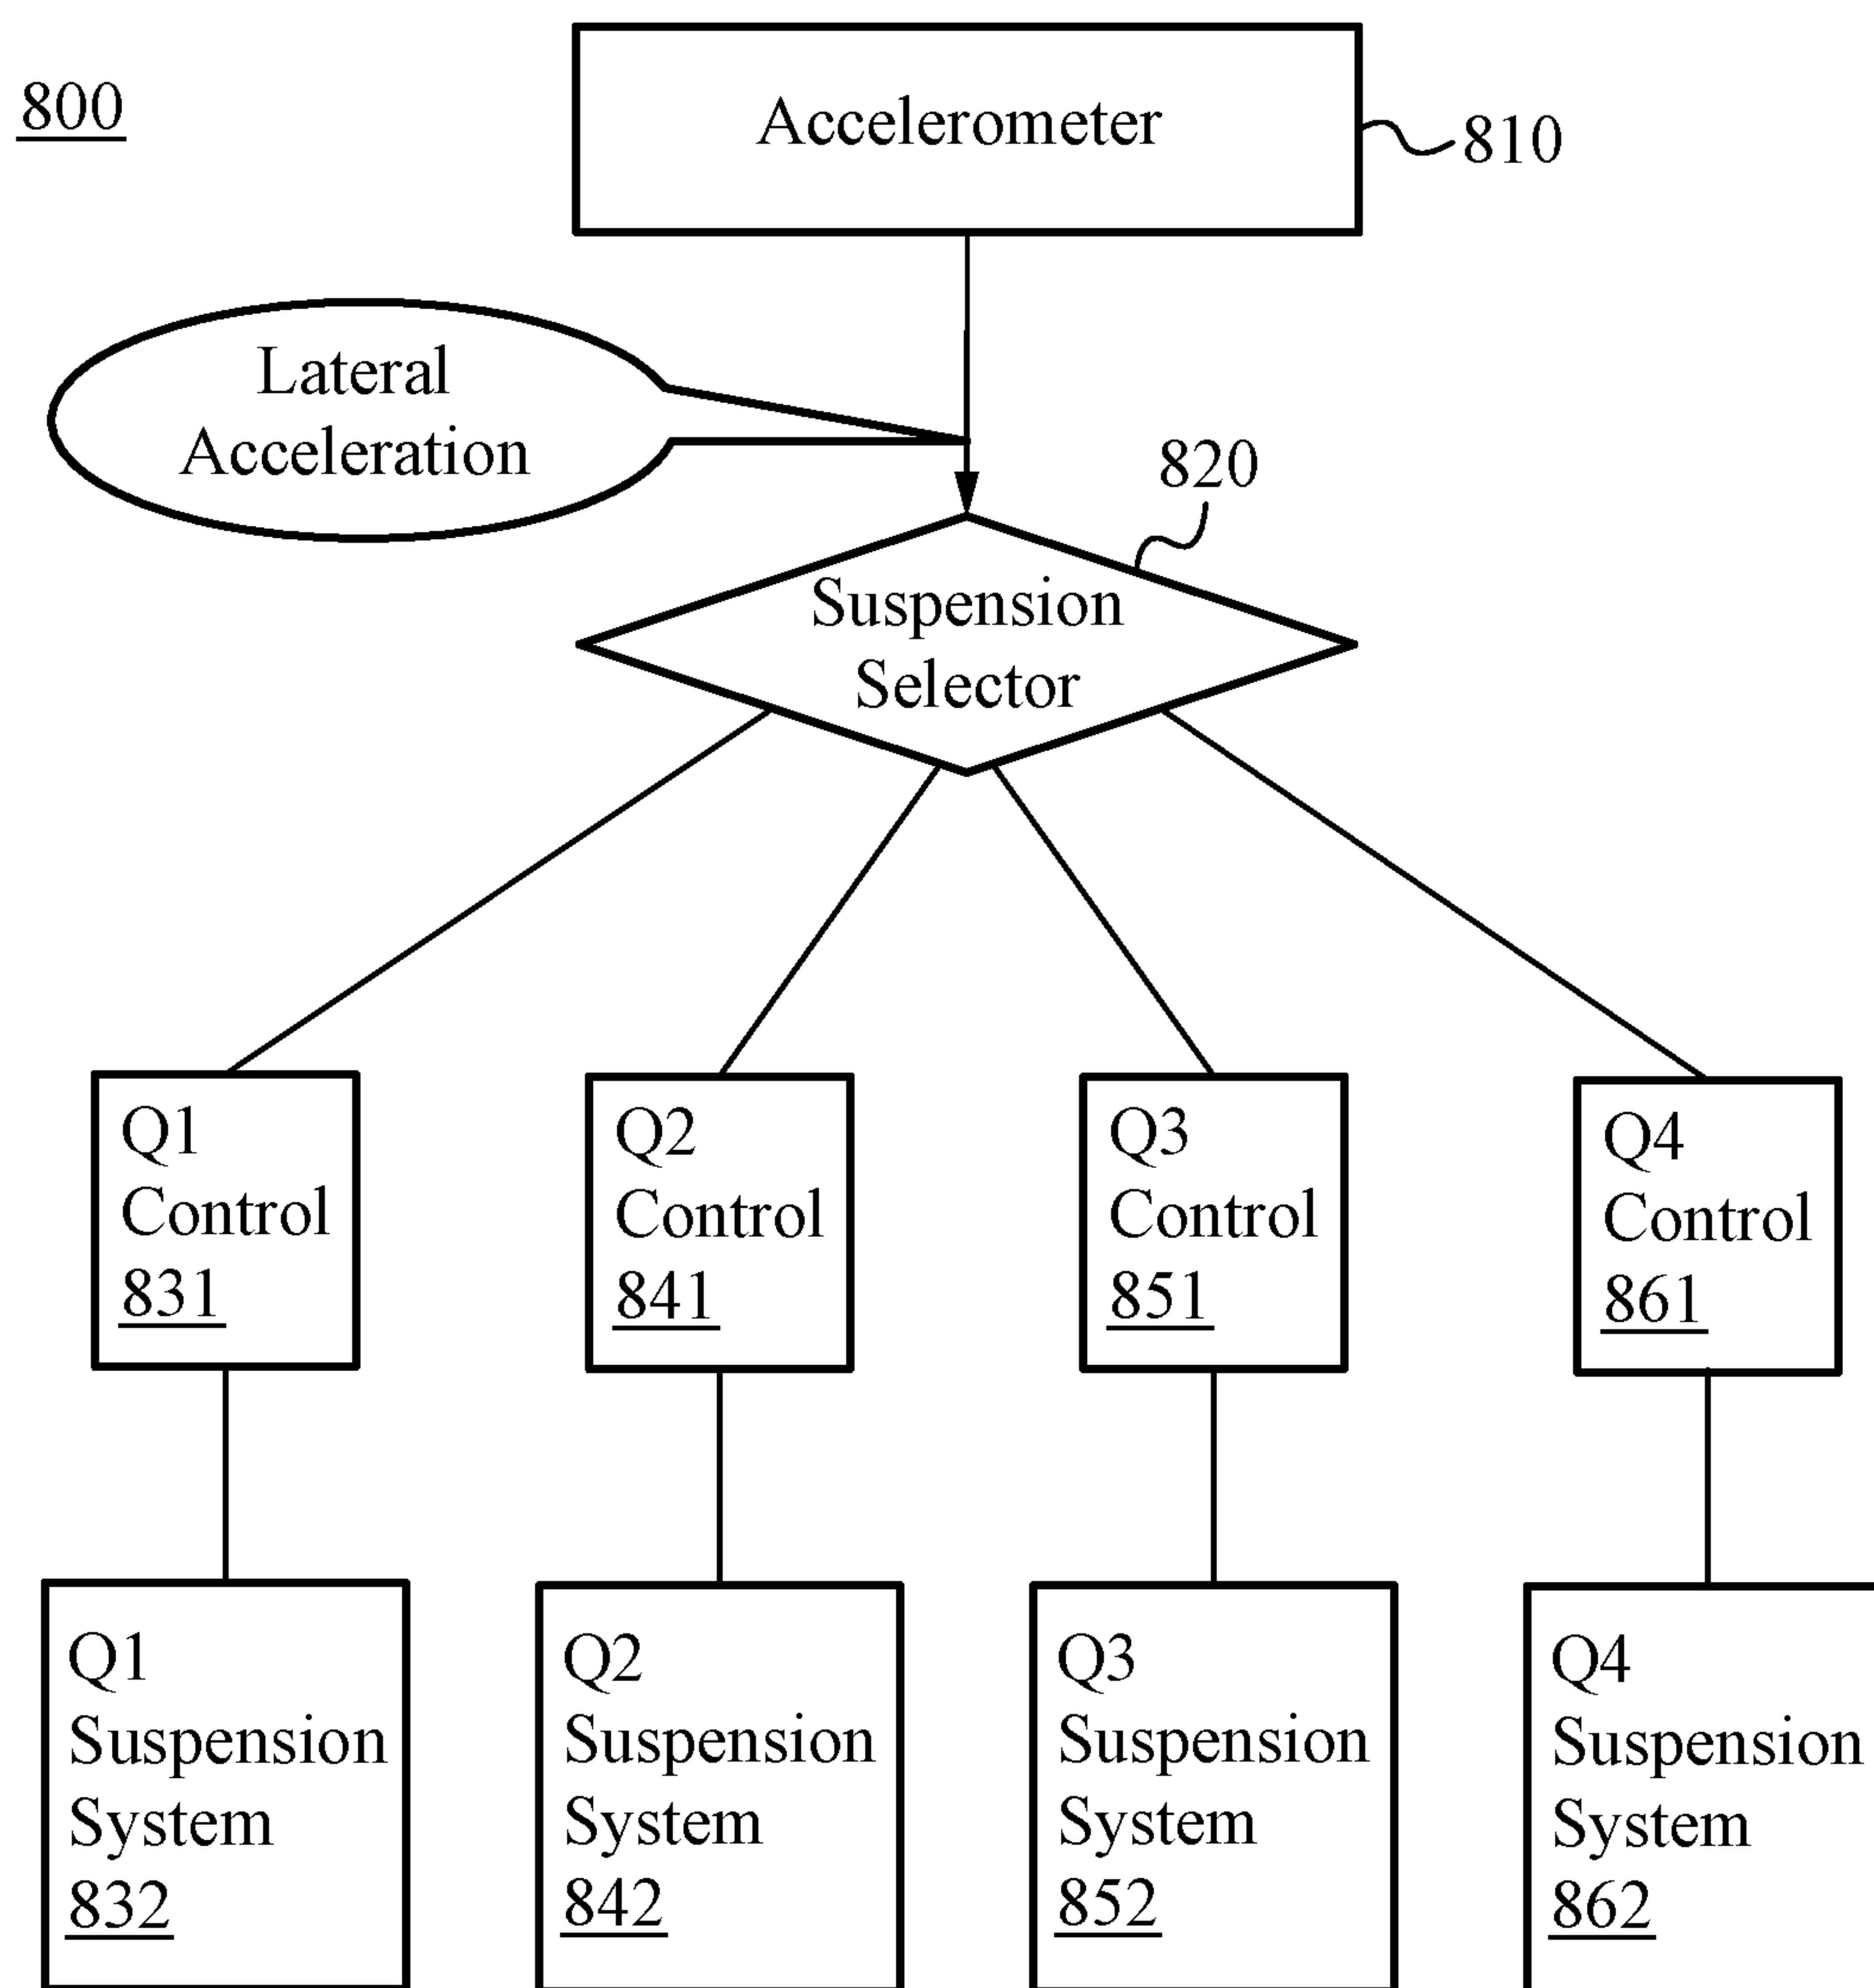 800
Accelerometer
810
Lateral
Acceleration
820
Suspension
Selector
Q1
Control
831
Q2
Control
841
Q3
Control
851
Q4
Control
861
Q1
Suspension
System
832
Q2
Suspension
System
842
Q3
Suspension
System
852
Q4
Suspension
System
862